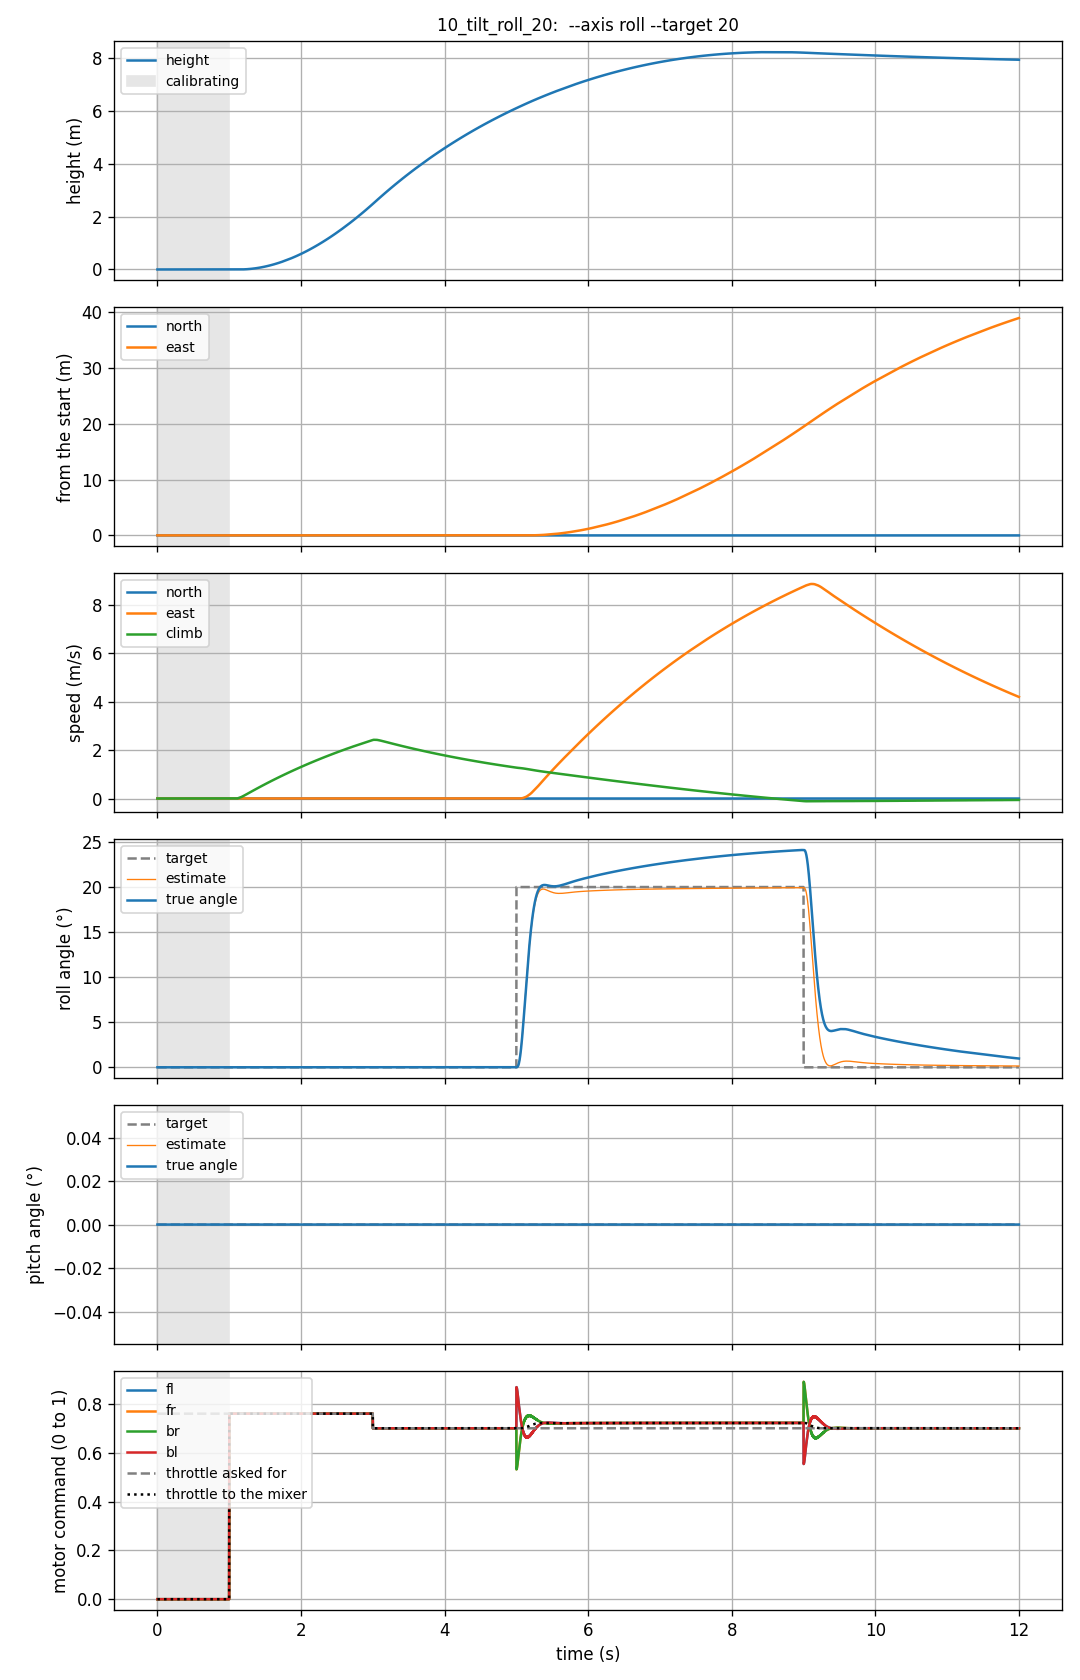 10_tilt_roll_20:  --axis roll --target 20
height (m)
8
6
4
2
0
height
calibrating
from the start (m)
40
30
20
10
0
north
east
speed (m/s)
8
6
4
2
0
north
east
climb
roll angle (°)
25
20
15
10
5
0
target
estimate
true angle
pitch angle (°)
0.04
0.02
0.00
−0.02
−0.04
target
estimate
true angle
motor command (0 to 1)
0.8
0.6
0.4
0.2
0.0
fl
fr
br
bl
throttle asked for
throttle to the mixer
0 2 4 6 8 10 12
time (s)